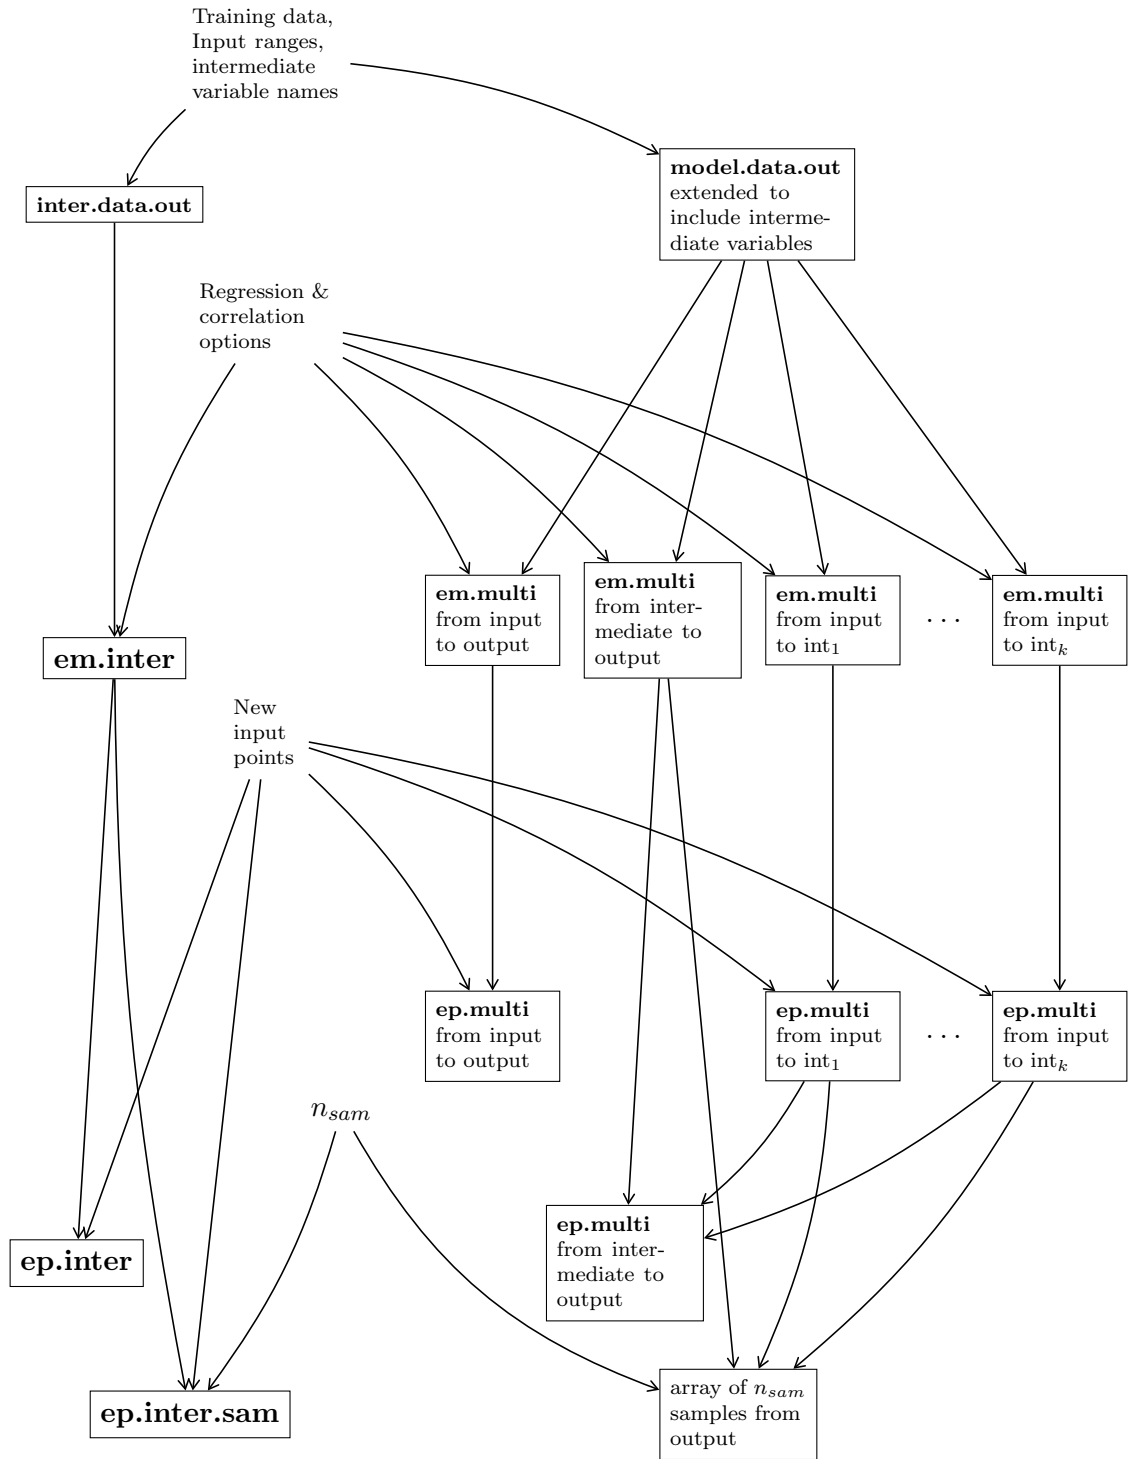 Training data,
Input ranges,
intermediate
variable names
model.data.out
extended to
include interme-
diate variables
inter.data.out
Regression &
correlation
options
em.multi
from input
to output
em.multi
from inter-
mediate to
output
em.multi
from input
to int₁
. . .
em.multi
from input
to intₖ
em.inter
New
input
points
ep.multi
from input
to output
ep.multi
from input
to int₁
. . .
ep.multi
from input
to intₖ
nₛₐₘ
ep.multi
from inter-
mediate to
output
ep.inter
array of nₛₐₘ
samples from
output
ep.inter.sam